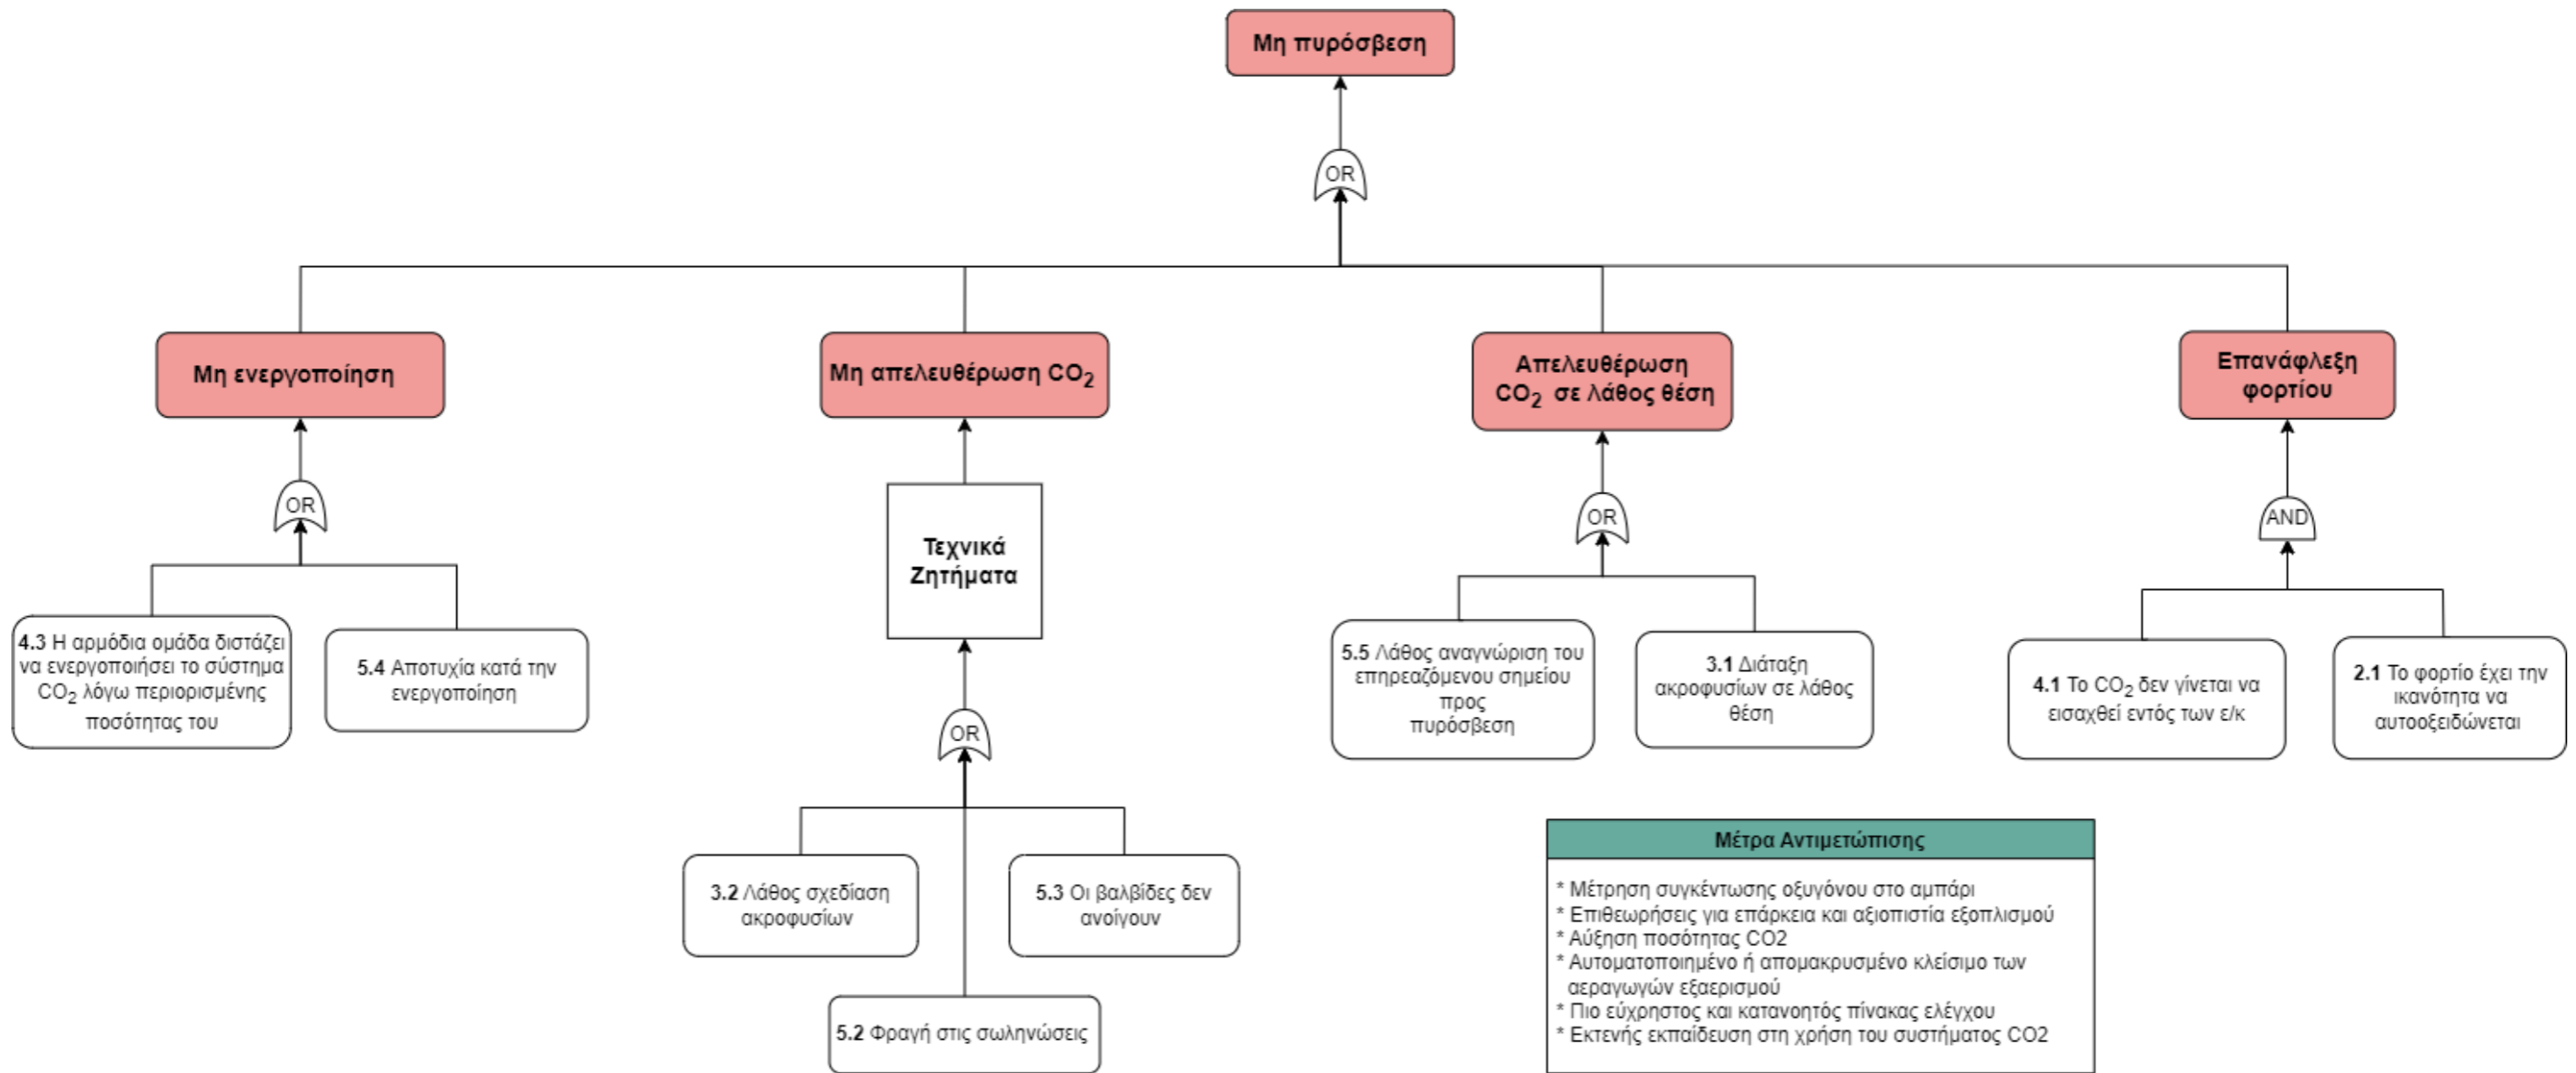 Μη πυρόσβεση
OR
Μη ενεργοποίηση
Μη απελευθέρωση CO2
Απελευθέρωση
CO2 σε λάθος θέση
Επανάφλεξη
φορτίου
OR
Τεχνικά
Ζητήματα
OR
AND
4.3 Η αρμόδια ομάδα διστάζει
να ενεργοποιήσει το σύστημα
CO2 λόγω περιορισμένης
ποσότητας του
5.4 Αποτυχία κατά την
ενεργοποίηση
OR
5.5 Λάθος αναγνώριση του
επηρεαζόμενου σημείου
προς
πυρόσβεση
3.1 Διάταξη
ακροφυσίων σε λάθος
θέση
4.1 Το CO2 δεν γίνεται να
εισαχθεί εντός των ε/κ
2.1 Το φορτίο έχει την
ικανότητα να
αυτοοξειδώνεται
3.2 Λάθος σχεδίαση
ακροφυσίων
5.3 Οι βαλβίδες δεν
ανοίγουν
5.2 Φραγή στις σωληνώσεις
Μέτρα Αντιμετώπισης
* Μέτρηση συγκέντωσης οξυγόνου στο αμπάρι
* Επιθεωρήσεις για επάρκεια και αξιοπιστία εξοπλισμού
* Αύξηση ποσότητας CO2
* Αυτοματοποιημένο ή απομακρυσμένο κλείσιμο των
αεραγωγών εξαερισμού
* Πιο εύχρηστος και κατανοητός πίνακας ελέγχου
* Εκτενής εκπαίδευση στη χρήση του συστήματος CO2